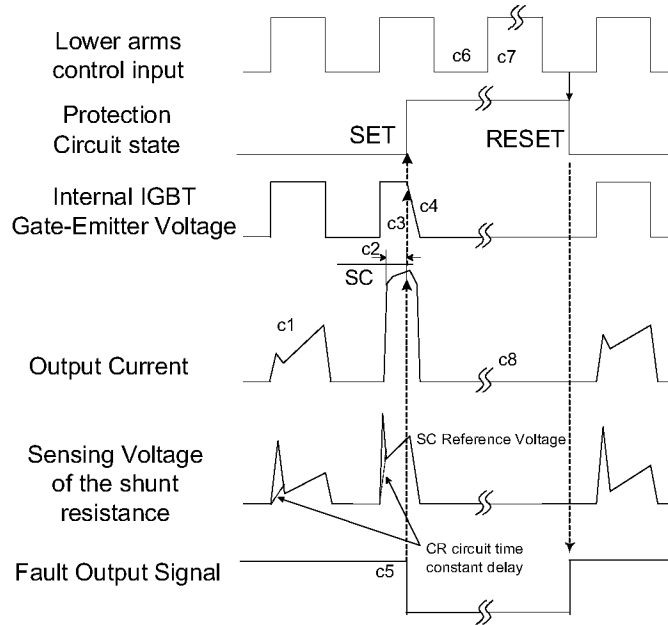 Lower arms
control input
c6
c7
Protection
Circuit state
SET
RESET
Internal IGBT
Gate-Emitter Voltage
c3
c4
c2
SC
c1
Output Current
c8
SC Reference Voltage
Sensing Voltage
of the shunt
resistance
CR circuit time
constant delay
Fault Output Signal
c5